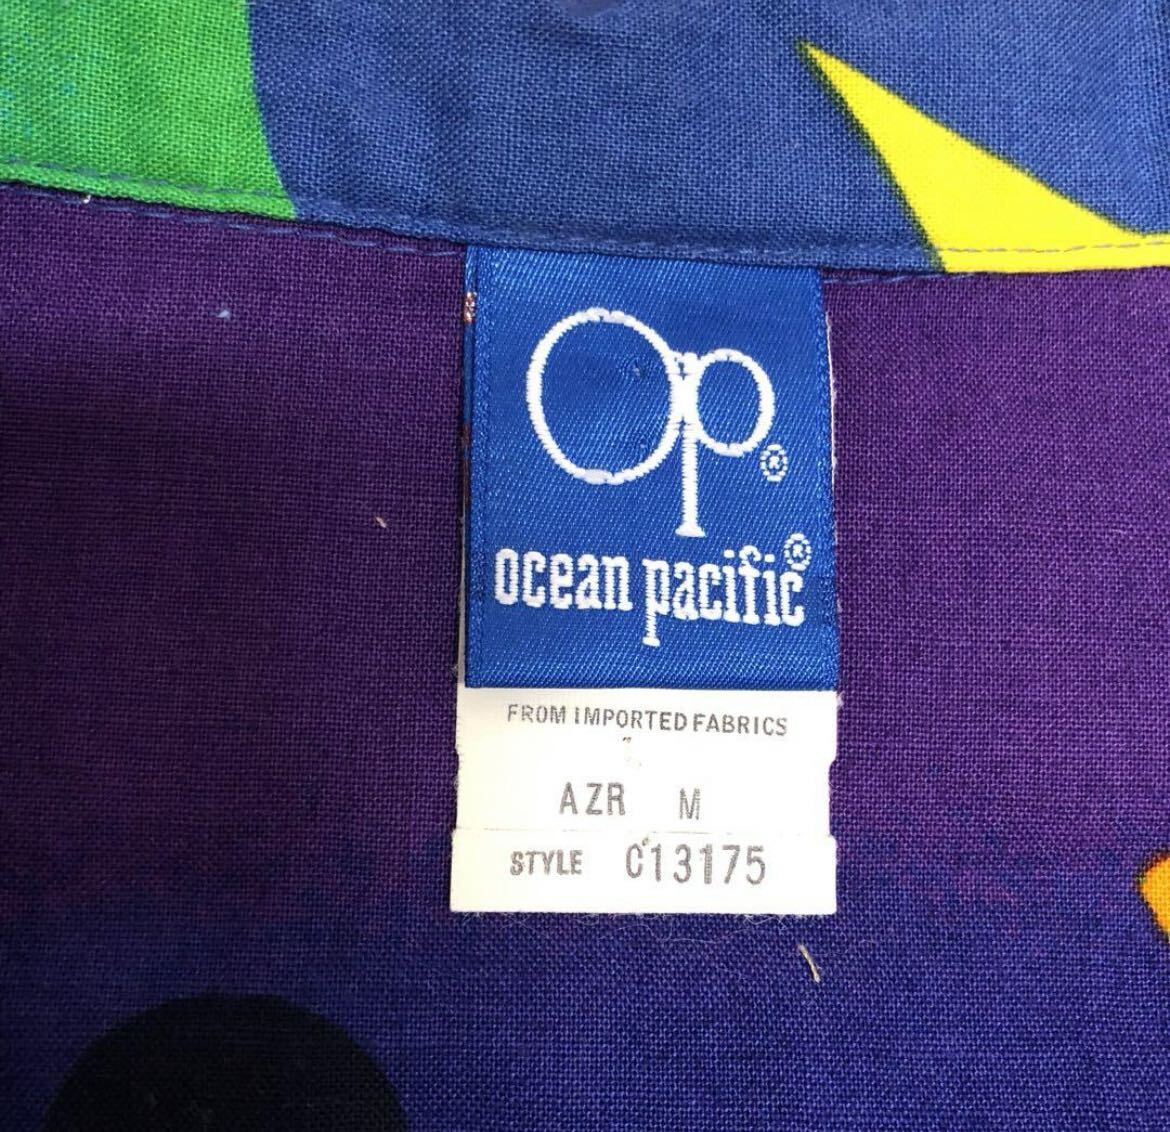 Op®
ocean pacific®
FROM IMPORTED FABRICS
AZR M
STYLE C13175